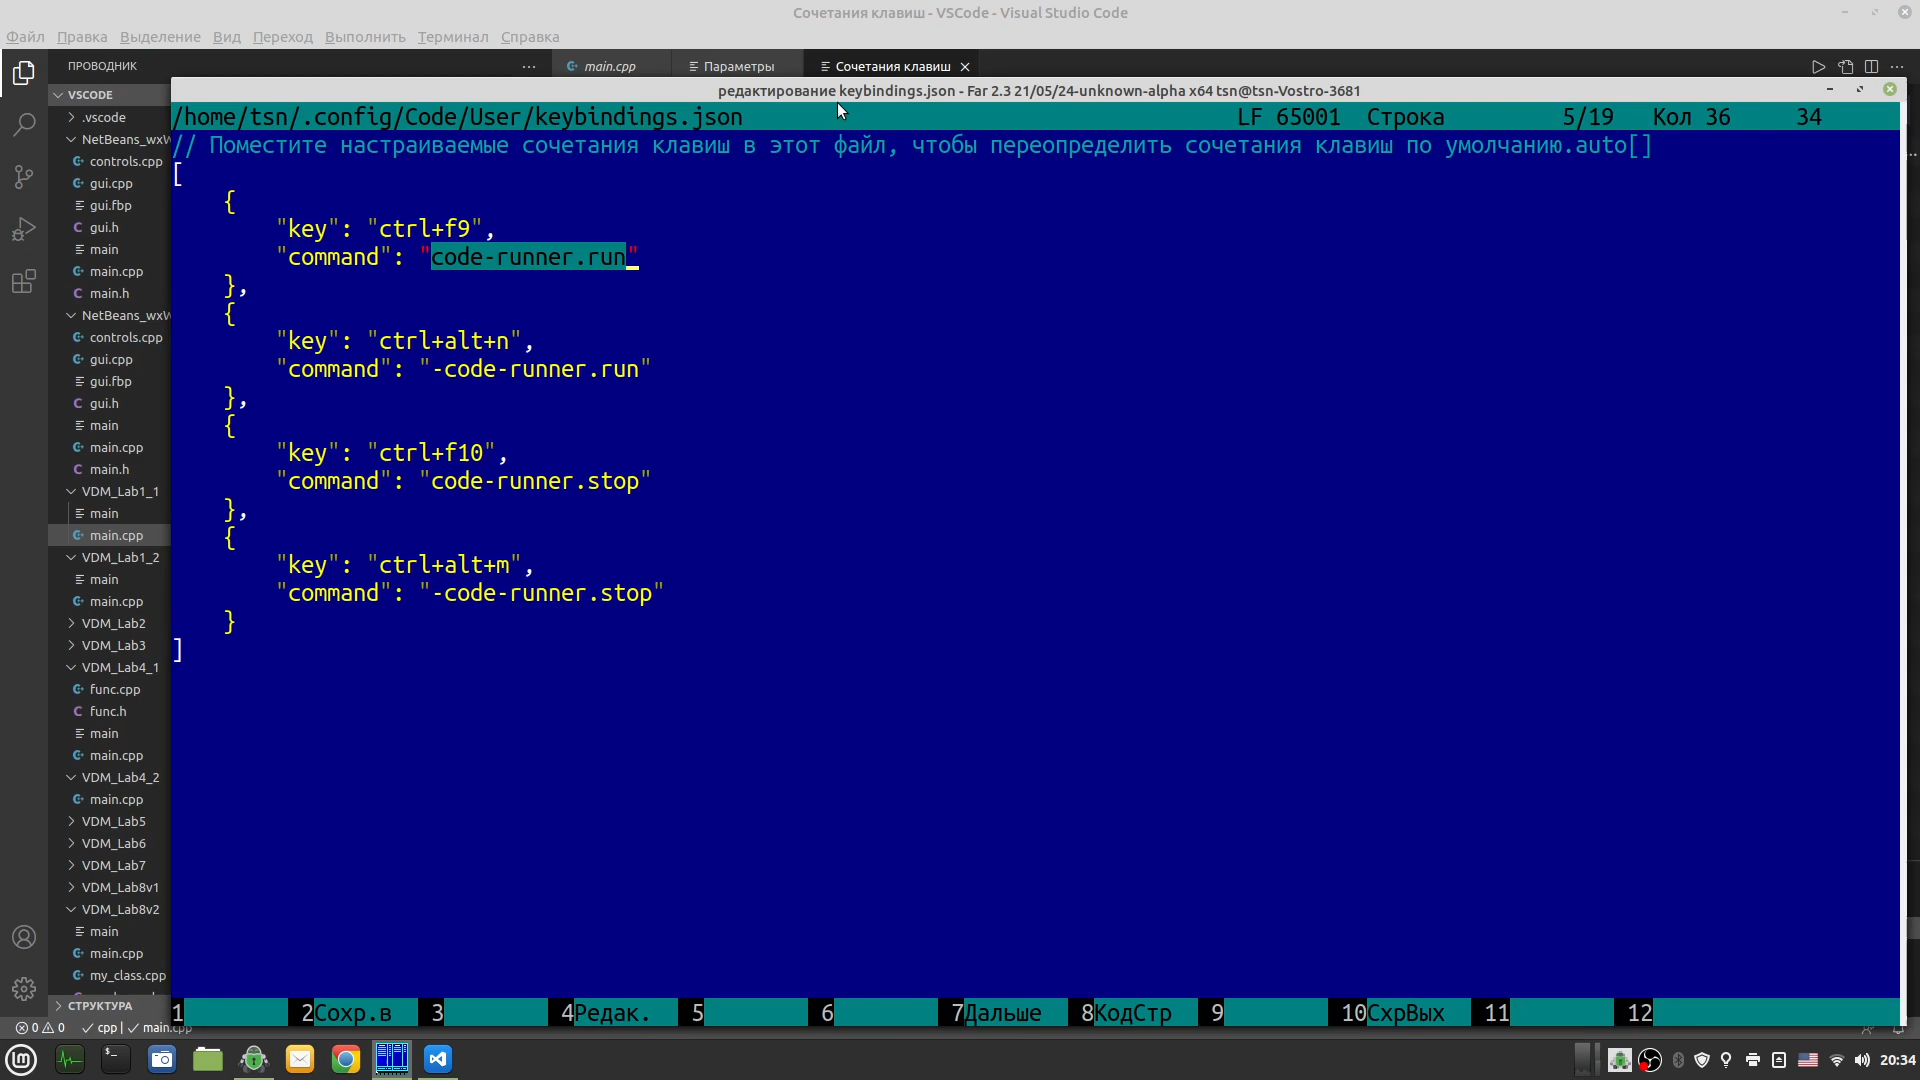 Сочетания клавиш - VSCode - Visual Studio Code
Файл Правка Выделение Вид Переход Выполнить Терминал Справка
ПРОВОДНИК
main.cpp
Параметры
Сочетания клавиш
VSCODE
.vscode
NetBeans_wxW
controls.cpp
gui.cpp
gui.fbp
gui.h
main
main.cpp
main.h
NetBeans_wxW
controls.cpp
gui.cpp
gui.fbp
gui.h
main
main.cpp
main.h
VDM_Lab1_1
main
main.cpp
VDM_Lab1_2
main
main.cpp
VDM_Lab2
VDM_Lab3
VDM_Lab4_1
func.cpp
func.h
main
main.cpp
VDM_Lab4_2
main.cpp
VDM_Lab5
VDM_Lab6
VDM_Lab7
VDM_Lab8v1
VDM_Lab8v2
main
main.cpp
my_class.cpp
СТРУКТУРА
0 0 cpp | main.cpp
редактирование keybindings.json - Far 2.3 21/05/24-unknown-alpha x64 tsn@tsn-Vostro-3681
/home/tsn/.config/Code/User/keybindings.json LF 65001 Строка 5/19 Кол 36 34
// Поместите настраиваемые сочетания клавиш в этот файл, чтобы переопределить сочетания клавиш по умолчанию.auto[]
[
{
"key": "ctrl+f9",
"command": "code-runner.run"
},
{
"key": "ctrl+alt+n",
"command": "-code-runner.run"
},
{
"key": "ctrl+f10",
"command": "code-runner.stop"
},
{
"key": "ctrl+alt+m",
"command": "-code-runner.stop"
}
]
1 2Сохр.в 3 4Редак. 5 6 7Дальше 8КодСтр 9 10СхрВых 11 12
20:34